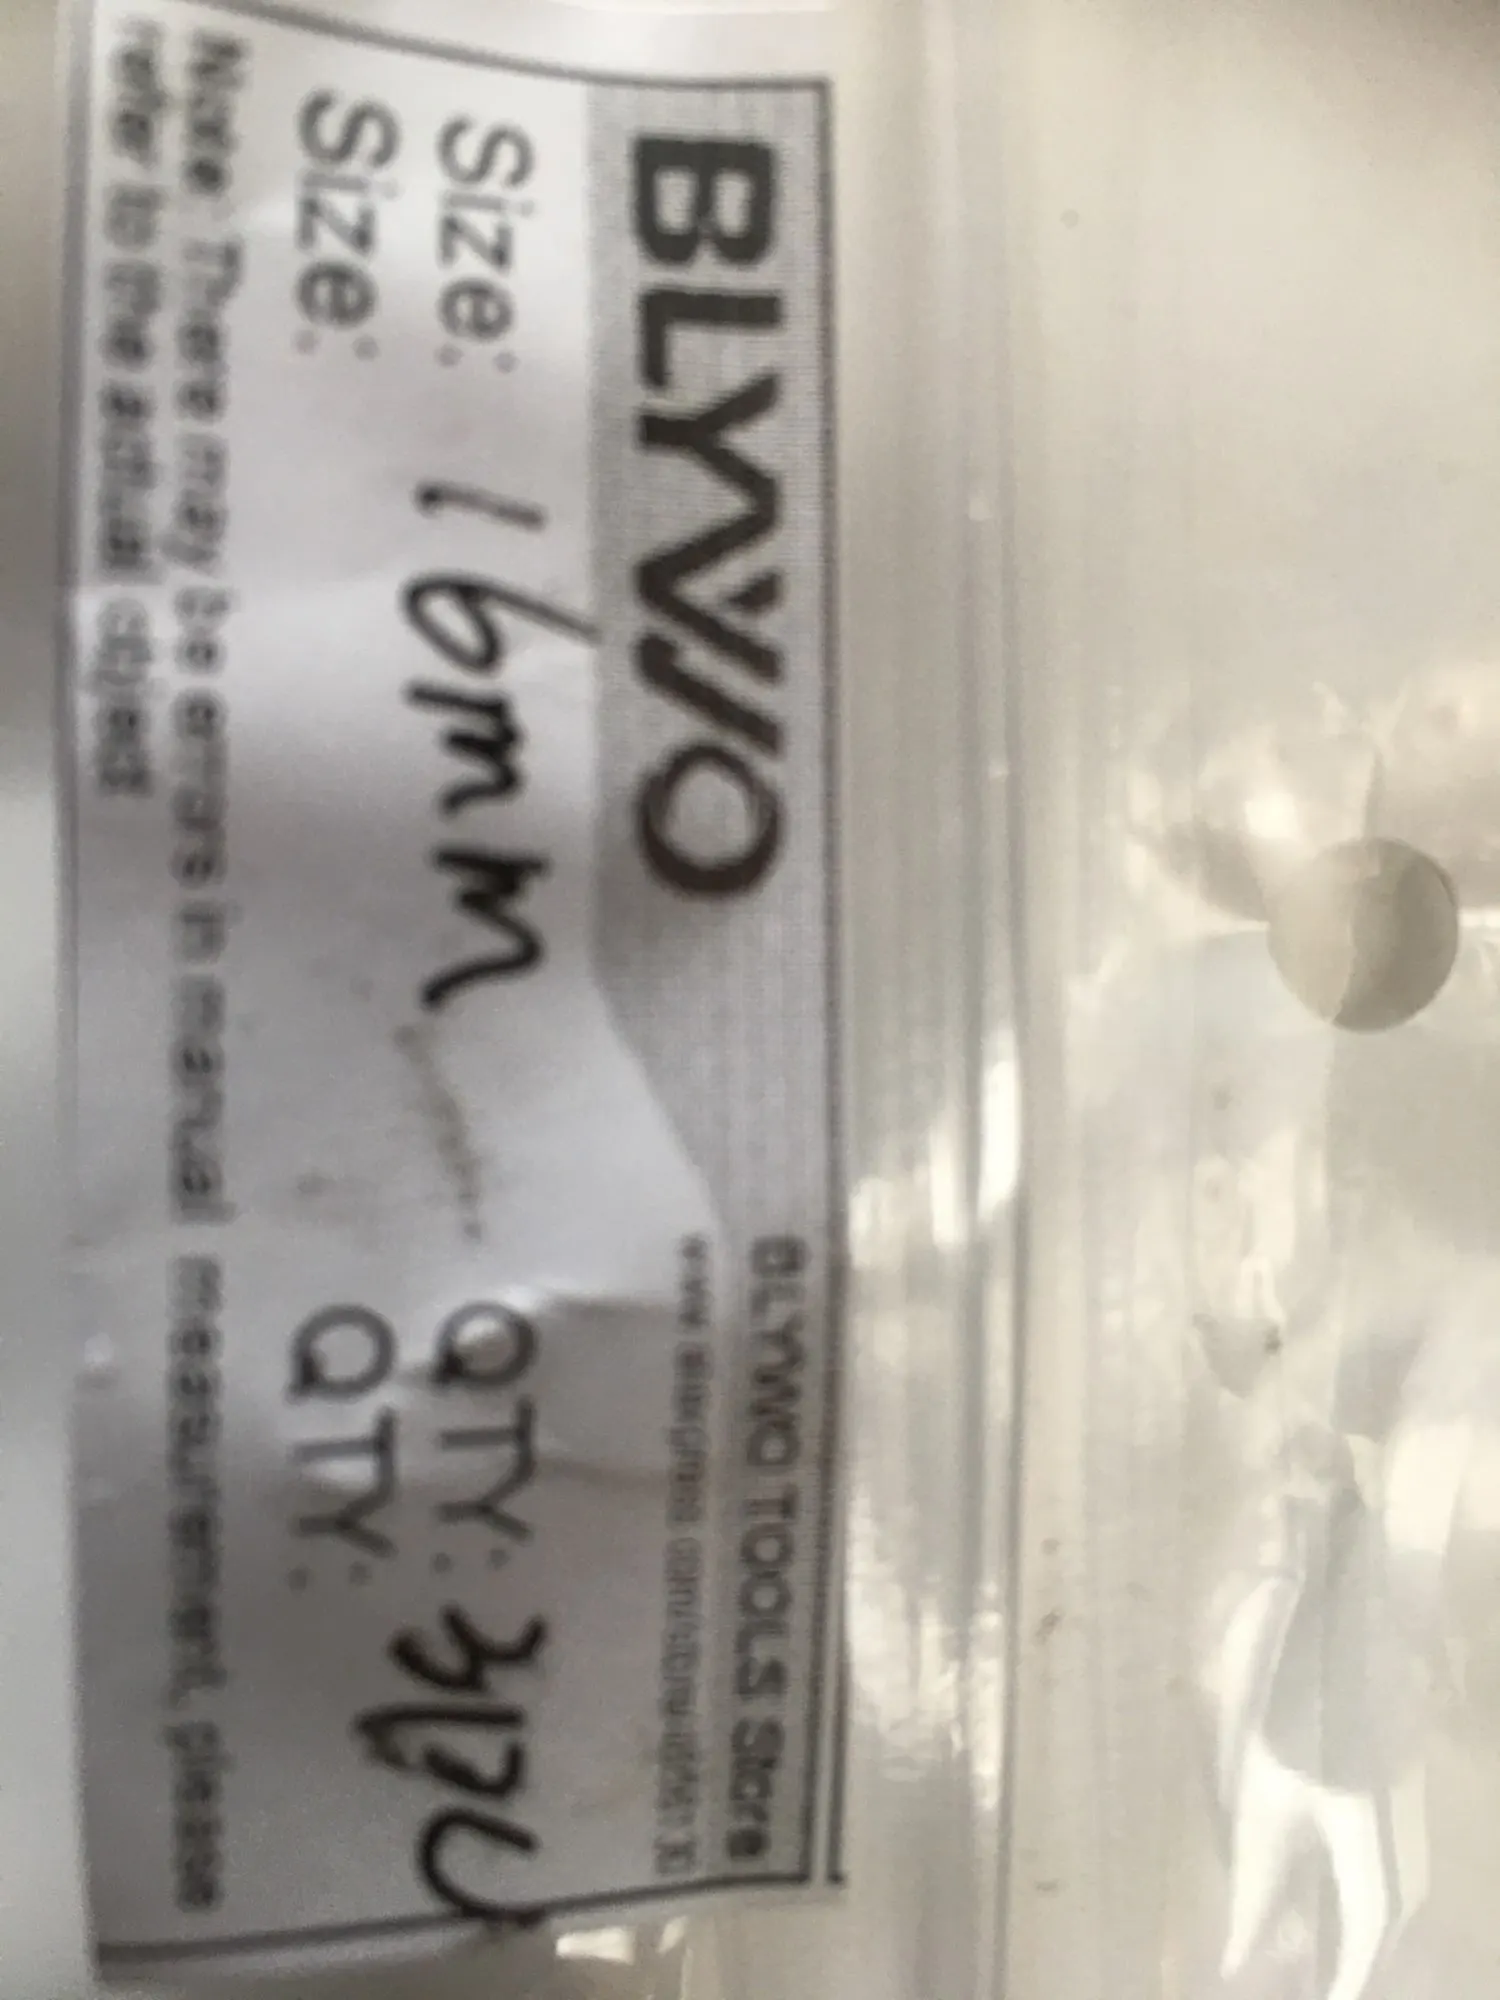 BLYWO
BLYWO TOOLS Store
Size: 16mm QTY:
Size: QTY:
Note: There may be errors in manual measurement, please
refer to the actual object